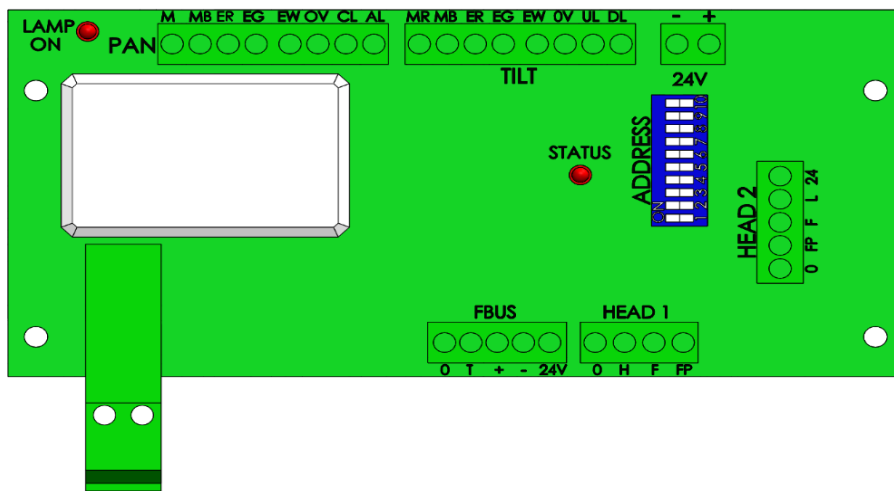 LAMP
ON
PAN
M MB ER EG EW OV CL AL
MR MB ER EG EW 0V UL DL
TILT
- +
24V
STATUS
ADDRESS
ON
1 2 3 4 5 6 7 8 9 10
HEAD 2
0 FP F L 24
FBUS
0 T + - 24V
HEAD 1
0 H F FP